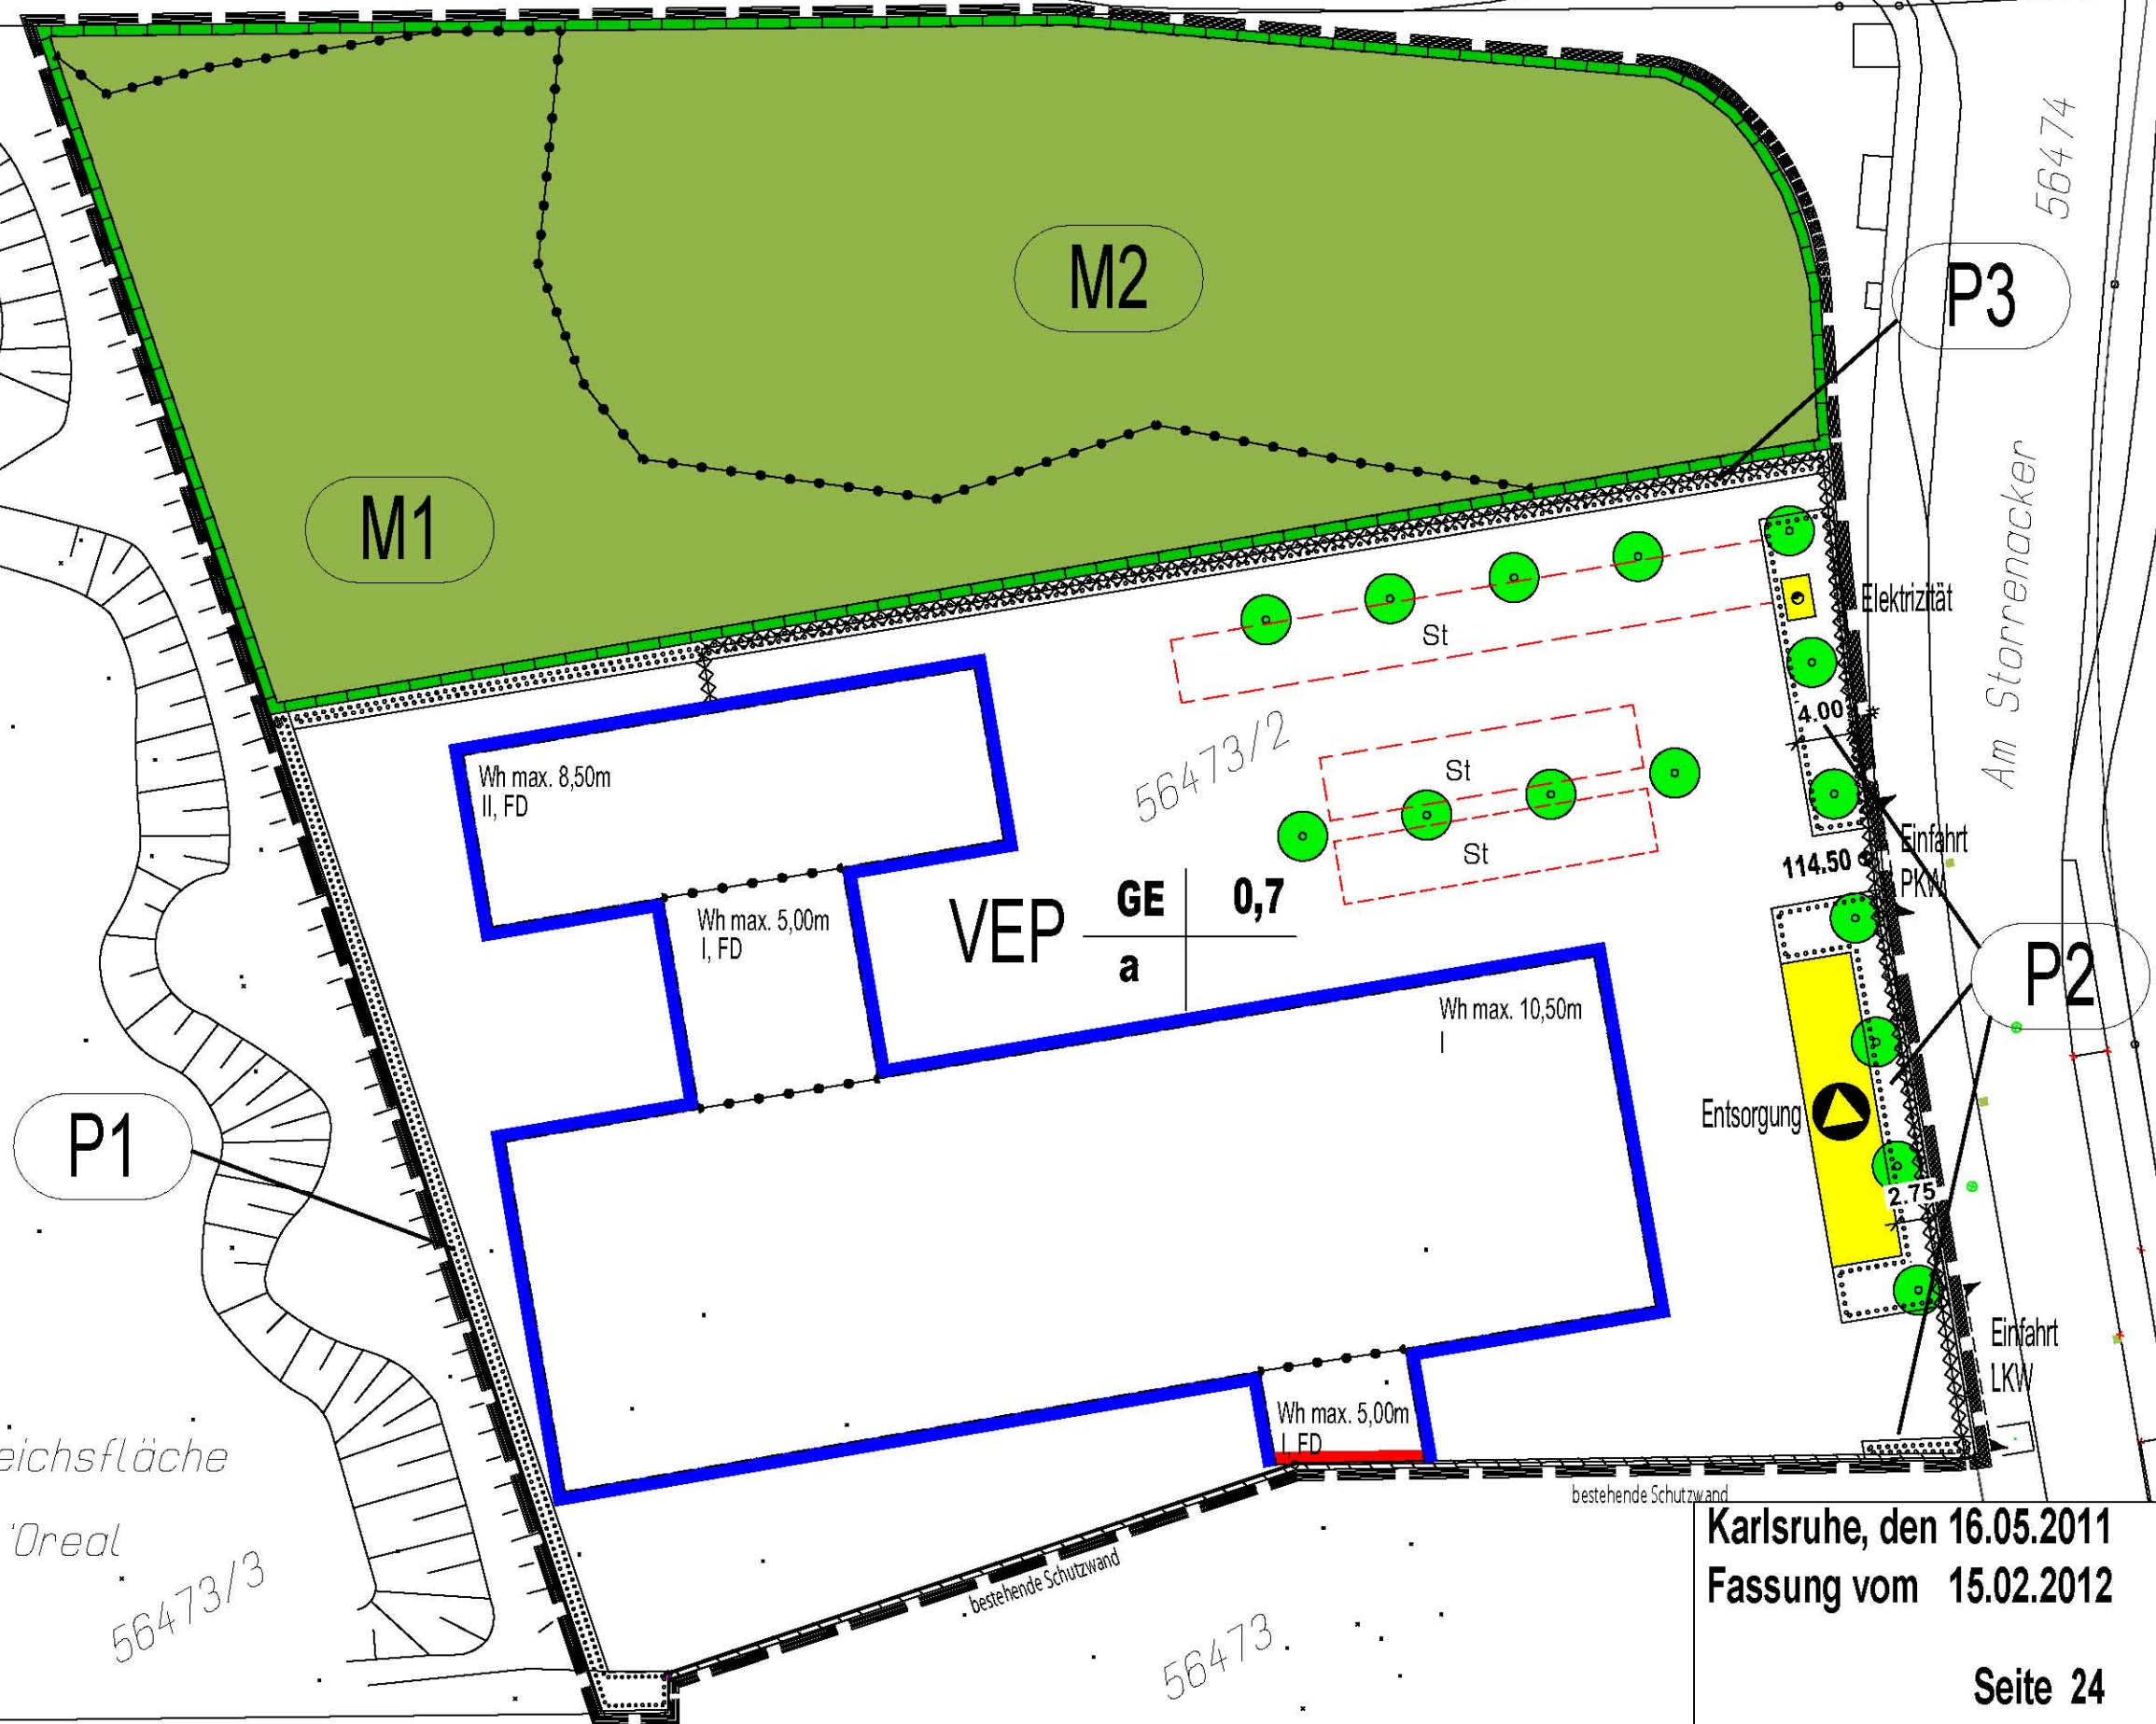 M2
M1
P3
56474
Am Storrenacker
St
Elektrizität
4.00
56473/2
St
St
Wh max. 8,50m
II, FD
Wh max. 5,00m
I, FD
VEP
GE
0,7
a
114.50
Einfahrt
PKW
P2
Wh max. 10,50m
I
Entsorgung
P1
2.75
Einfahrt
LKW
Wh max. 5,00m
I, FD
bestehende Schutzwand
bestehende Schutzwand
eichsfläche
'Oreal
56473/3
56473
Karlsruhe, den 16.05.2011
Fassung vom 15.02.2012
Seite 24